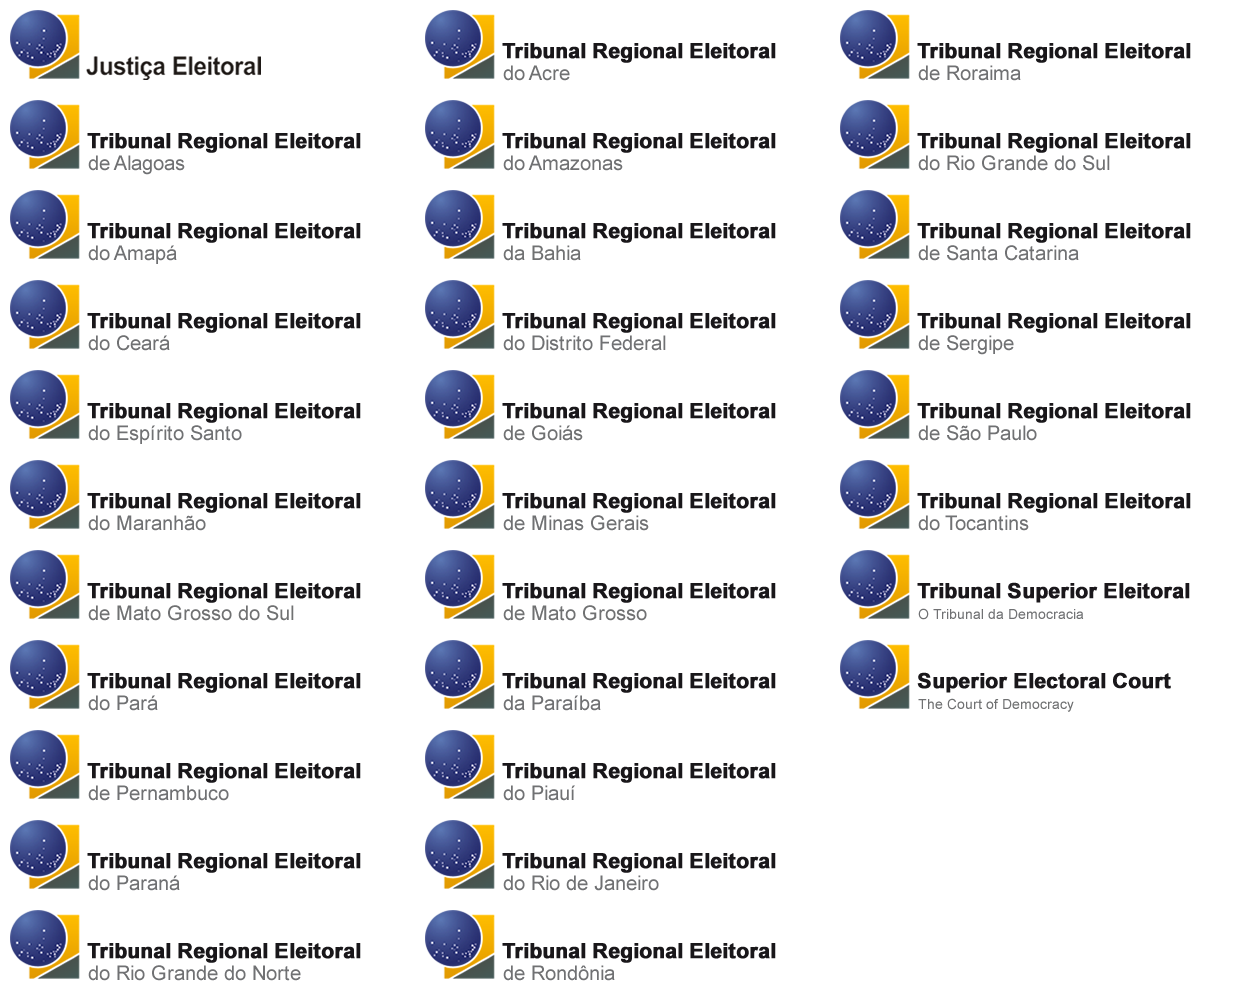 Justiça Eleitoral
Tribunal Regional Eleitoral
de Alagoas
Tribunal Regional Eleitoral
do Amapá
Tribunal Regional Eleitoral
do Ceará
Tribunal Regional Eleitoral
do Espírito Santo
Tribunal Regional Eleitoral
do Maranhão
Tribunal Regional Eleitoral
de Mato Grosso do Sul
Tribunal Regional Eleitoral
do Pará
Tribunal Regional Eleitoral
de Pernambuco
Tribunal Regional Eleitoral
do Paraná
Tribunal Regional Eleitoral
do Rio Grande do Norte
Tribunal Regional Eleitoral
do Acre
Tribunal Regional Eleitoral
do Amazonas
Tribunal Regional Eleitoral
da Bahia
Tribunal Regional Eleitoral
do Distrito Federal
Tribunal Regional Eleitoral
de Goiás
Tribunal Regional Eleitoral
de Minas Gerais
Tribunal Regional Eleitoral
de Mato Grosso
Tribunal Regional Eleitoral
da Paraíba
Tribunal Regional Eleitoral
do Piauí
Tribunal Regional Eleitoral
do Rio de Janeiro
Tribunal Regional Eleitoral
de Rondônia
Tribunal Regional Eleitoral
de Roraima
Tribunal Regional Eleitoral
do Rio Grande do Sul
Tribunal Regional Eleitoral
de Santa Catarina
Tribunal Regional Eleitoral
de Sergipe
Tribunal Regional Eleitoral
de São Paulo
Tribunal Regional Eleitoral
do Tocantins
Tribunal Superior Eleitoral
O Tribunal da Democracia
Superior Electoral Court
The Court of Democracy